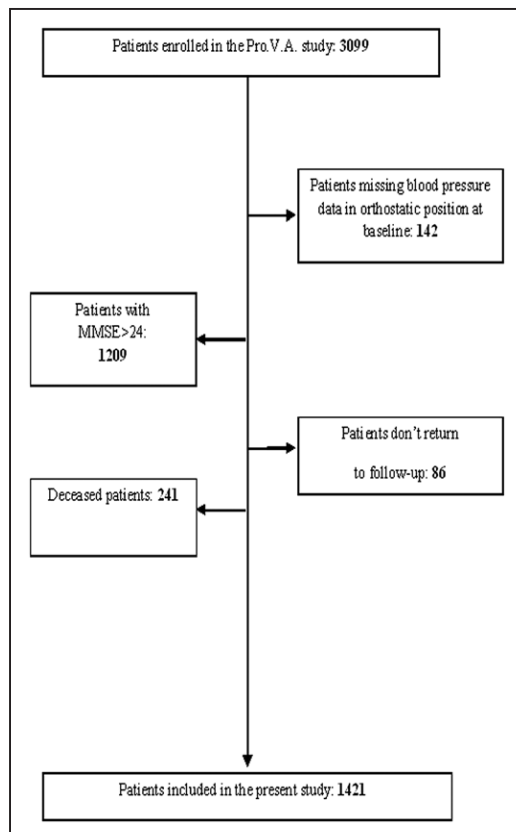 Patients enrolled in the Pro.V.A. study: 3099
Patients missing blood pressure
data in orthostatic position at
baseline: 142
Patients with
MMSE>24:
1209
Patients don't return
to follow-up: 86
Deceased patients: 241
Patients included in the present study: 1421